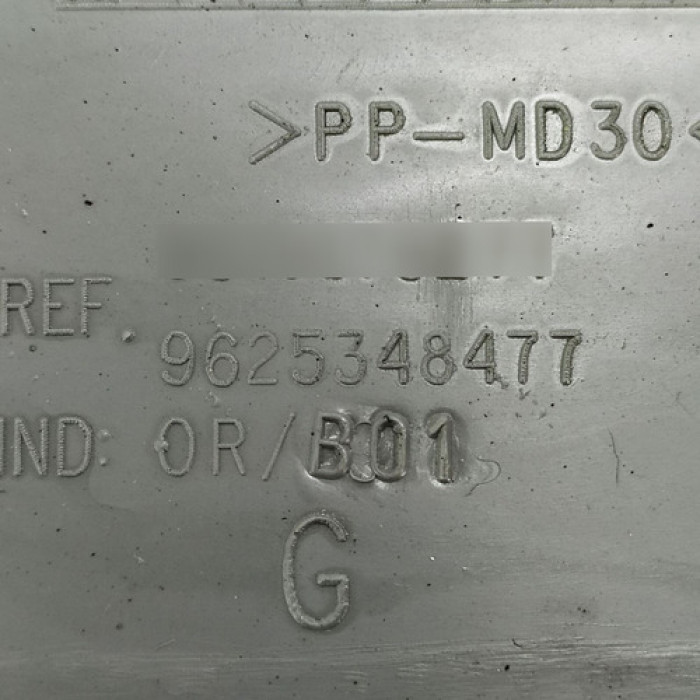 >PP-MD30<
REF.
9625348477
IND: OR/B01
G